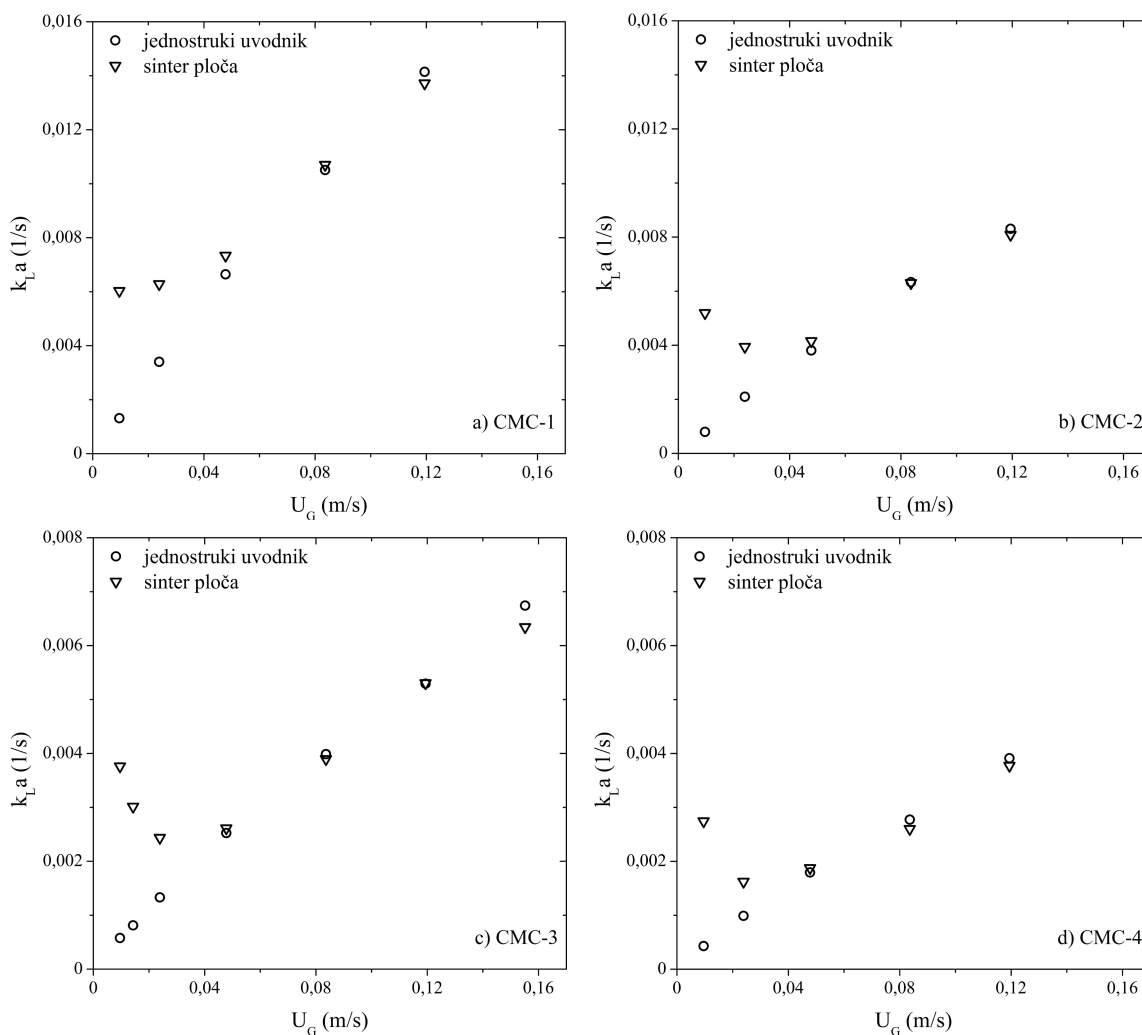 0,016
jednostruki uvodnik
sinter ploča
0,012
0,008
0,004
0
k_L a (1/s)
a) CMC-1
0 0,04 0,08 0,12 0,16
U_G (m/s)
0,016
jednostruki uvodnik
sinter ploča
0,012
0,008
0,004
0
k_L a (1/s)
b) CMC-2
0 0,04 0,08 0,12 0,16
U_G (m/s)
0,008
jednostruki uvodnik
sinter ploča
0,006
0,004
0,002
0
k_L a (1/s)
c) CMC-3
0 0,04 0,08 0,12 0,16
U_G (m/s)
0,008
jednostruki uvodnik
sinter ploča
0,006
0,004
0,002
0
k_L a (1/s)
d) CMC-4
0 0,04 0,08 0,12 0,16
U_G (m/s)